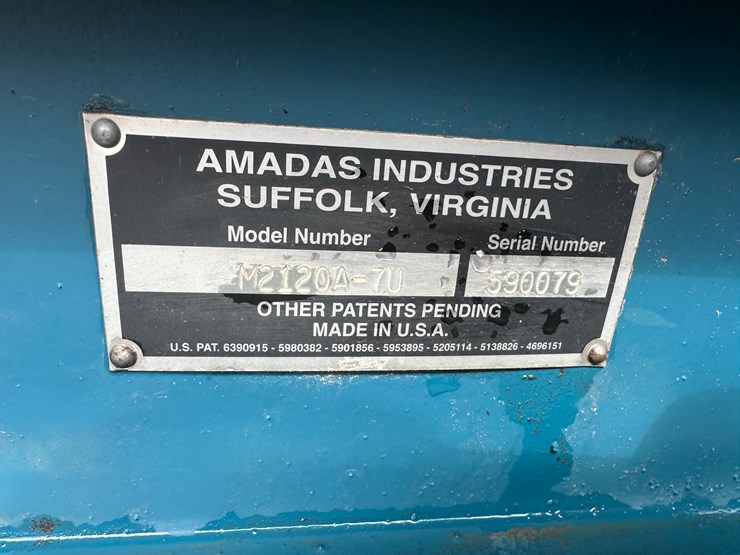 AMADAS INDUSTRIES
SUFFOLK, VIRGINIA
Model Number Serial Number
M2120A-7U 590079
OTHER PATENTS PENDING
MADE IN U.S.A.
U.S. PAT. 6390915 - 5980382 - 5901856 - 5953895 - 5205114 - 5138826 - 4696151